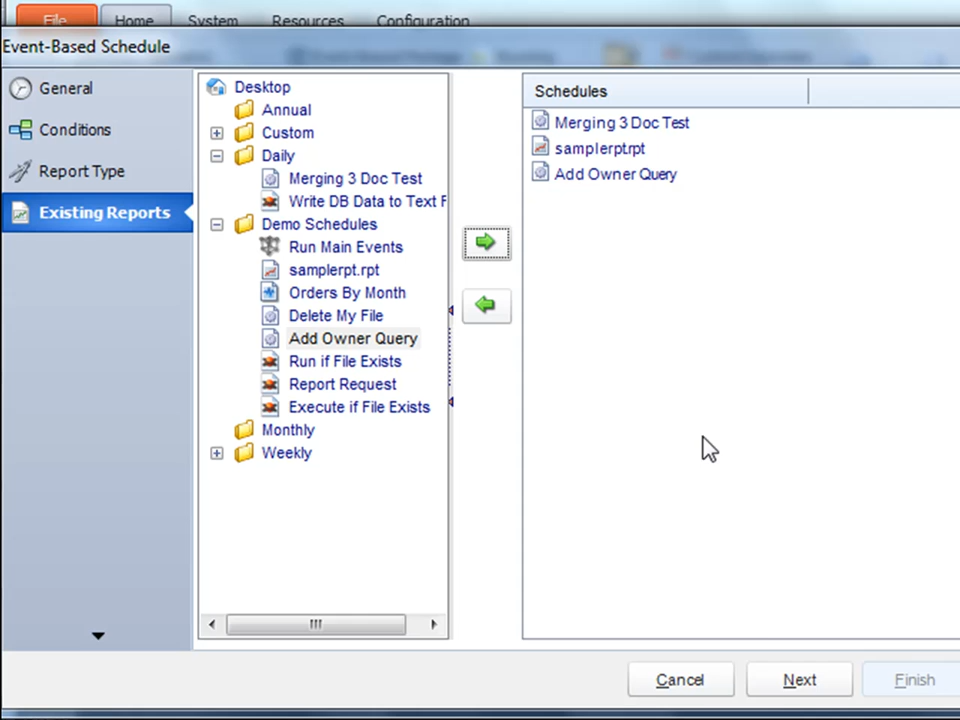 File Home System Resources Configuration
Event-Based Schedule
General
Conditions
Report Type
Existing Reports
Desktop
Annual
Custom
Daily
Merging 3 Doc Test
Write DB Data to Text F
Demo Schedules
Run Main Events
samplerpt.rpt
Orders By Month
Delete My File
Add Owner Query
Run if File Exists
Report Request
Execute if File Exists
Monthly
Weekly
Schedules
Merging 3 Doc Test
samplerpt.rpt
Add Owner Query
Cancel Next Finish